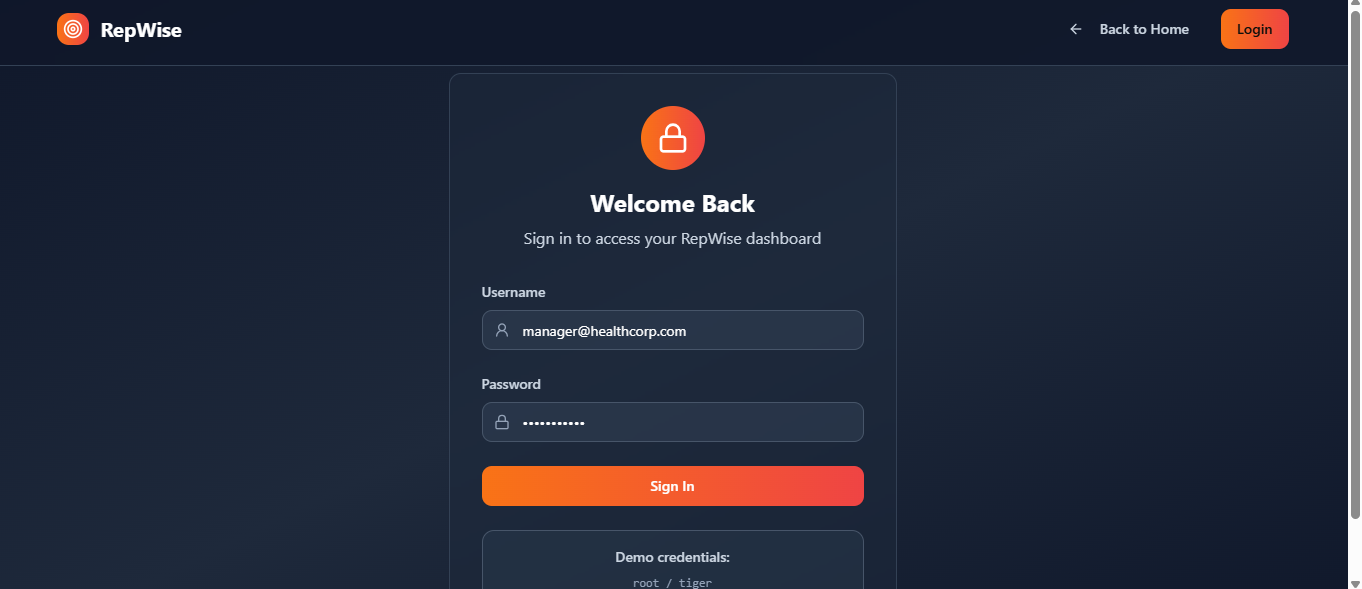 RepWise
Back to Home
Login
Welcome Back
Sign in to access your RepWise dashboard
Username
manager@healthcorp.com
Password
•••••••••••
Sign In
Demo credentials:
root / tiger